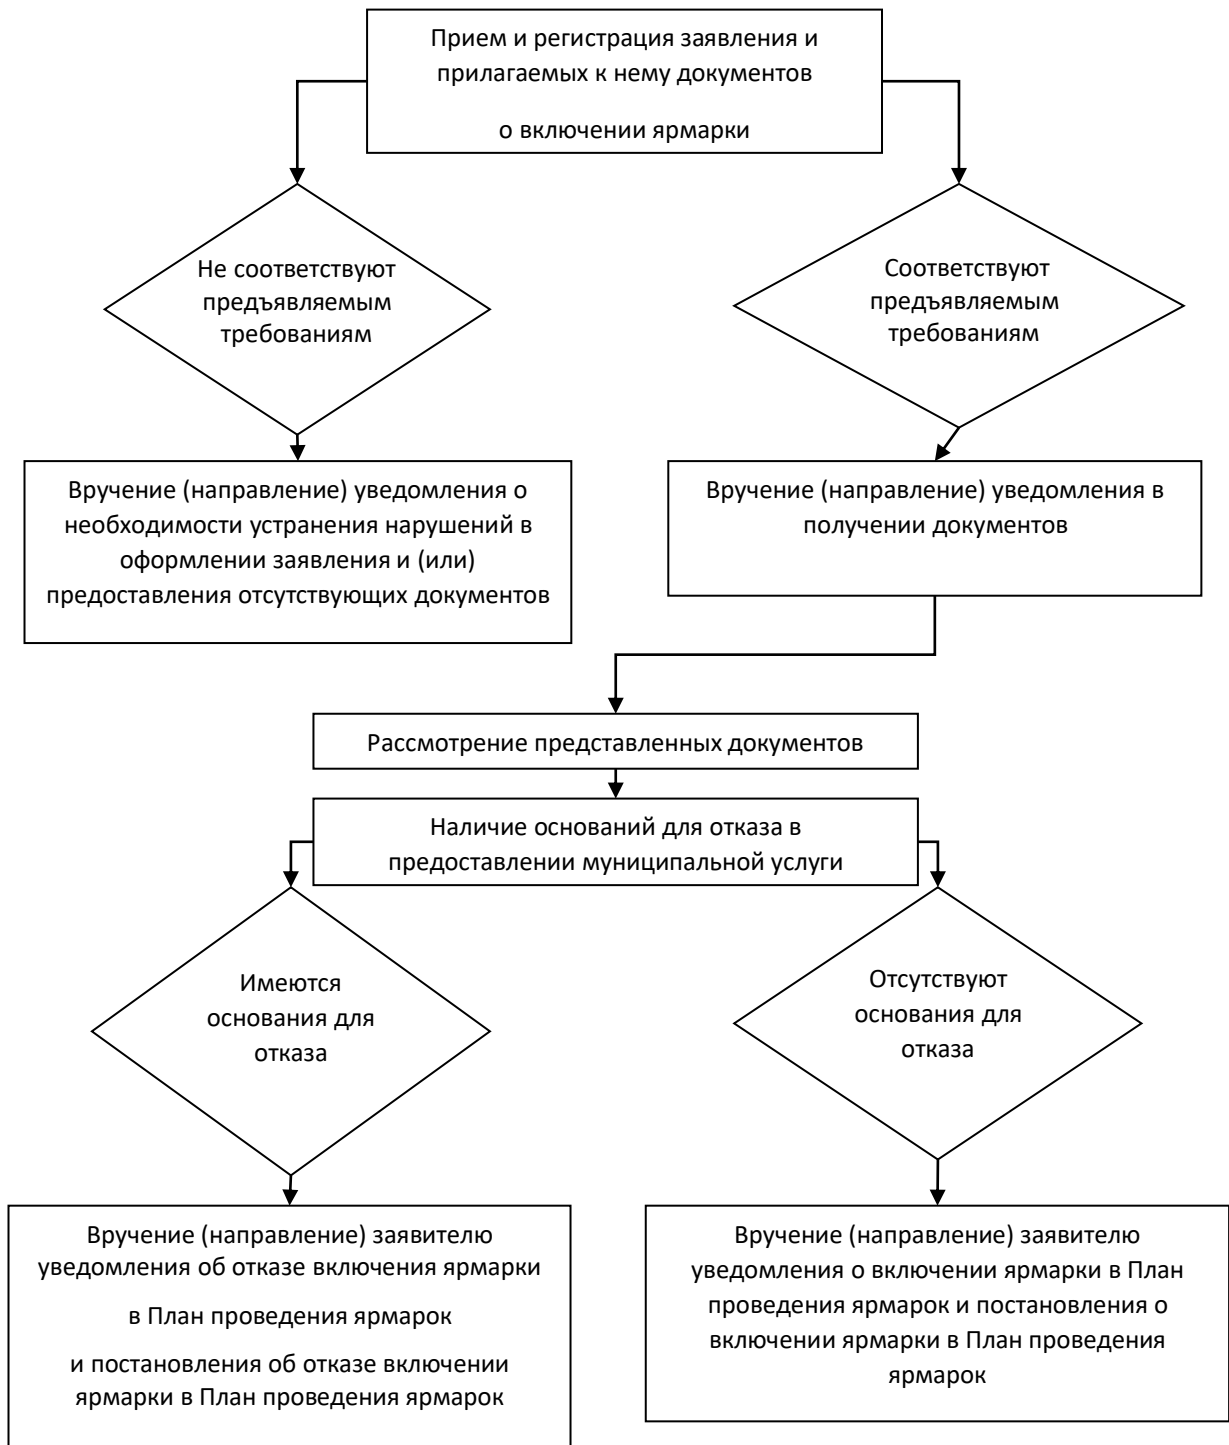 Прием и регистрация заявления и
прилагаемых к нему документов
о включении ярмарки
Не соответствуют
предъявляемым
требованиям
Соответствуют
предъявляемым
требованиям
Вручение (направление) уведомления о
необходимости устранения нарушений в
оформлении заявления и (или)
предоставления отсутствующих документов
Вручение (направление) уведомления в
получении документов
Рассмотрение представленных документов
Наличие оснований для отказа в
предоставлении муниципальной услуги
Имеются
основания для
отказа
Отсутствуют
основания для
отказа
Вручение (направление) заявителю
уведомления об отказе включения ярмарки
в План проведения ярмарок
и постановления об отказе включении
ярмарки в План проведения ярмарок
Вручение (направление) заявителю
уведомления о включении ярмарки в План
проведения ярмарок и постановления о
включении ярмарки в План проведения
ярмарок